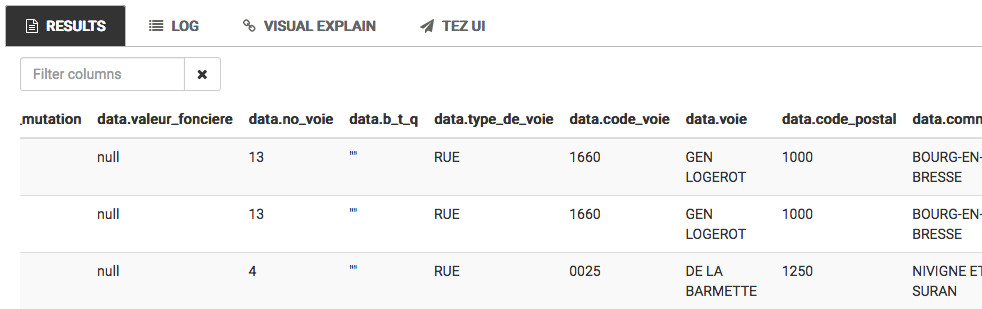 RESULTS LOG VISUAL EXPLAIN TEZ UI
Filter columns
_mutation data.valeur_fonciere data.no_voie data.b_t_q data.type_de_voie data.code_voie data.voie data.code_postal data.comm
null 13 "" RUE 1660 GEN 1000 BOURG-EN-
LOGEROT BRESSE
null 13 "" RUE 1660 GEN 1000 BOURG-EN-
LOGEROT BRESSE
null 4 "" RUE 0025 DE LA 1250 NIVIGNE ET
BARMETTE SURAN